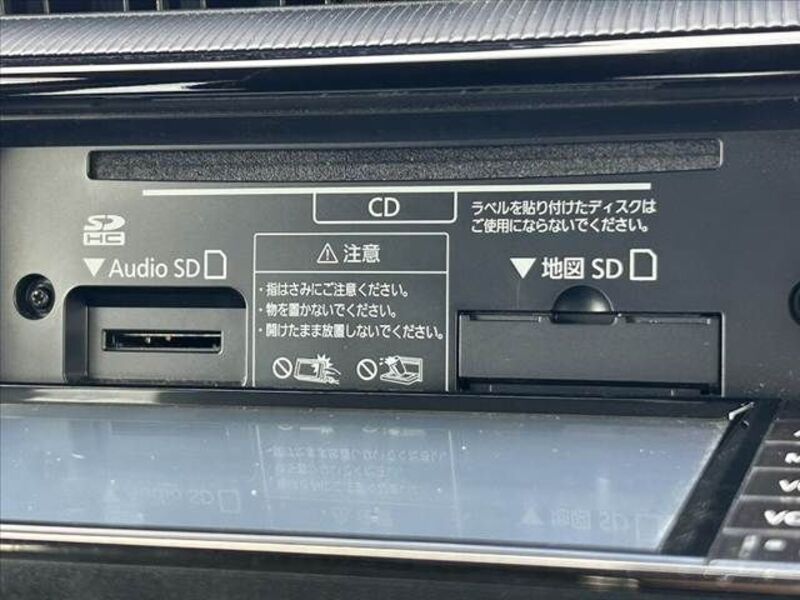 CD
ラベルを貼り付けたディスクは
ご使用にならないでください。
SD
HC
▼Audio SD
⚠注意
・指はさみにご注意ください。
・物を置かないでください。
・開けたまま放置しないでください。
▼地図 SD